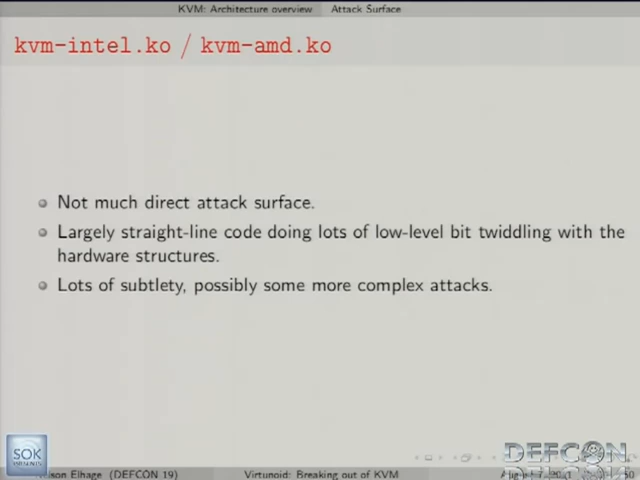 KVM: Architecture overview Attack Surface
kvm-intel.ko / kvm-amd.ko
Not much direct attack surface.
Largely straight-line code doing lots of low-level bit twiddling with the
hardware structures.
Lots of subtlety, possibly some more complex attacks.
SOK
DEFCON
Elhage (DEFCON 19) Virtunoid: Breaking out of KVM